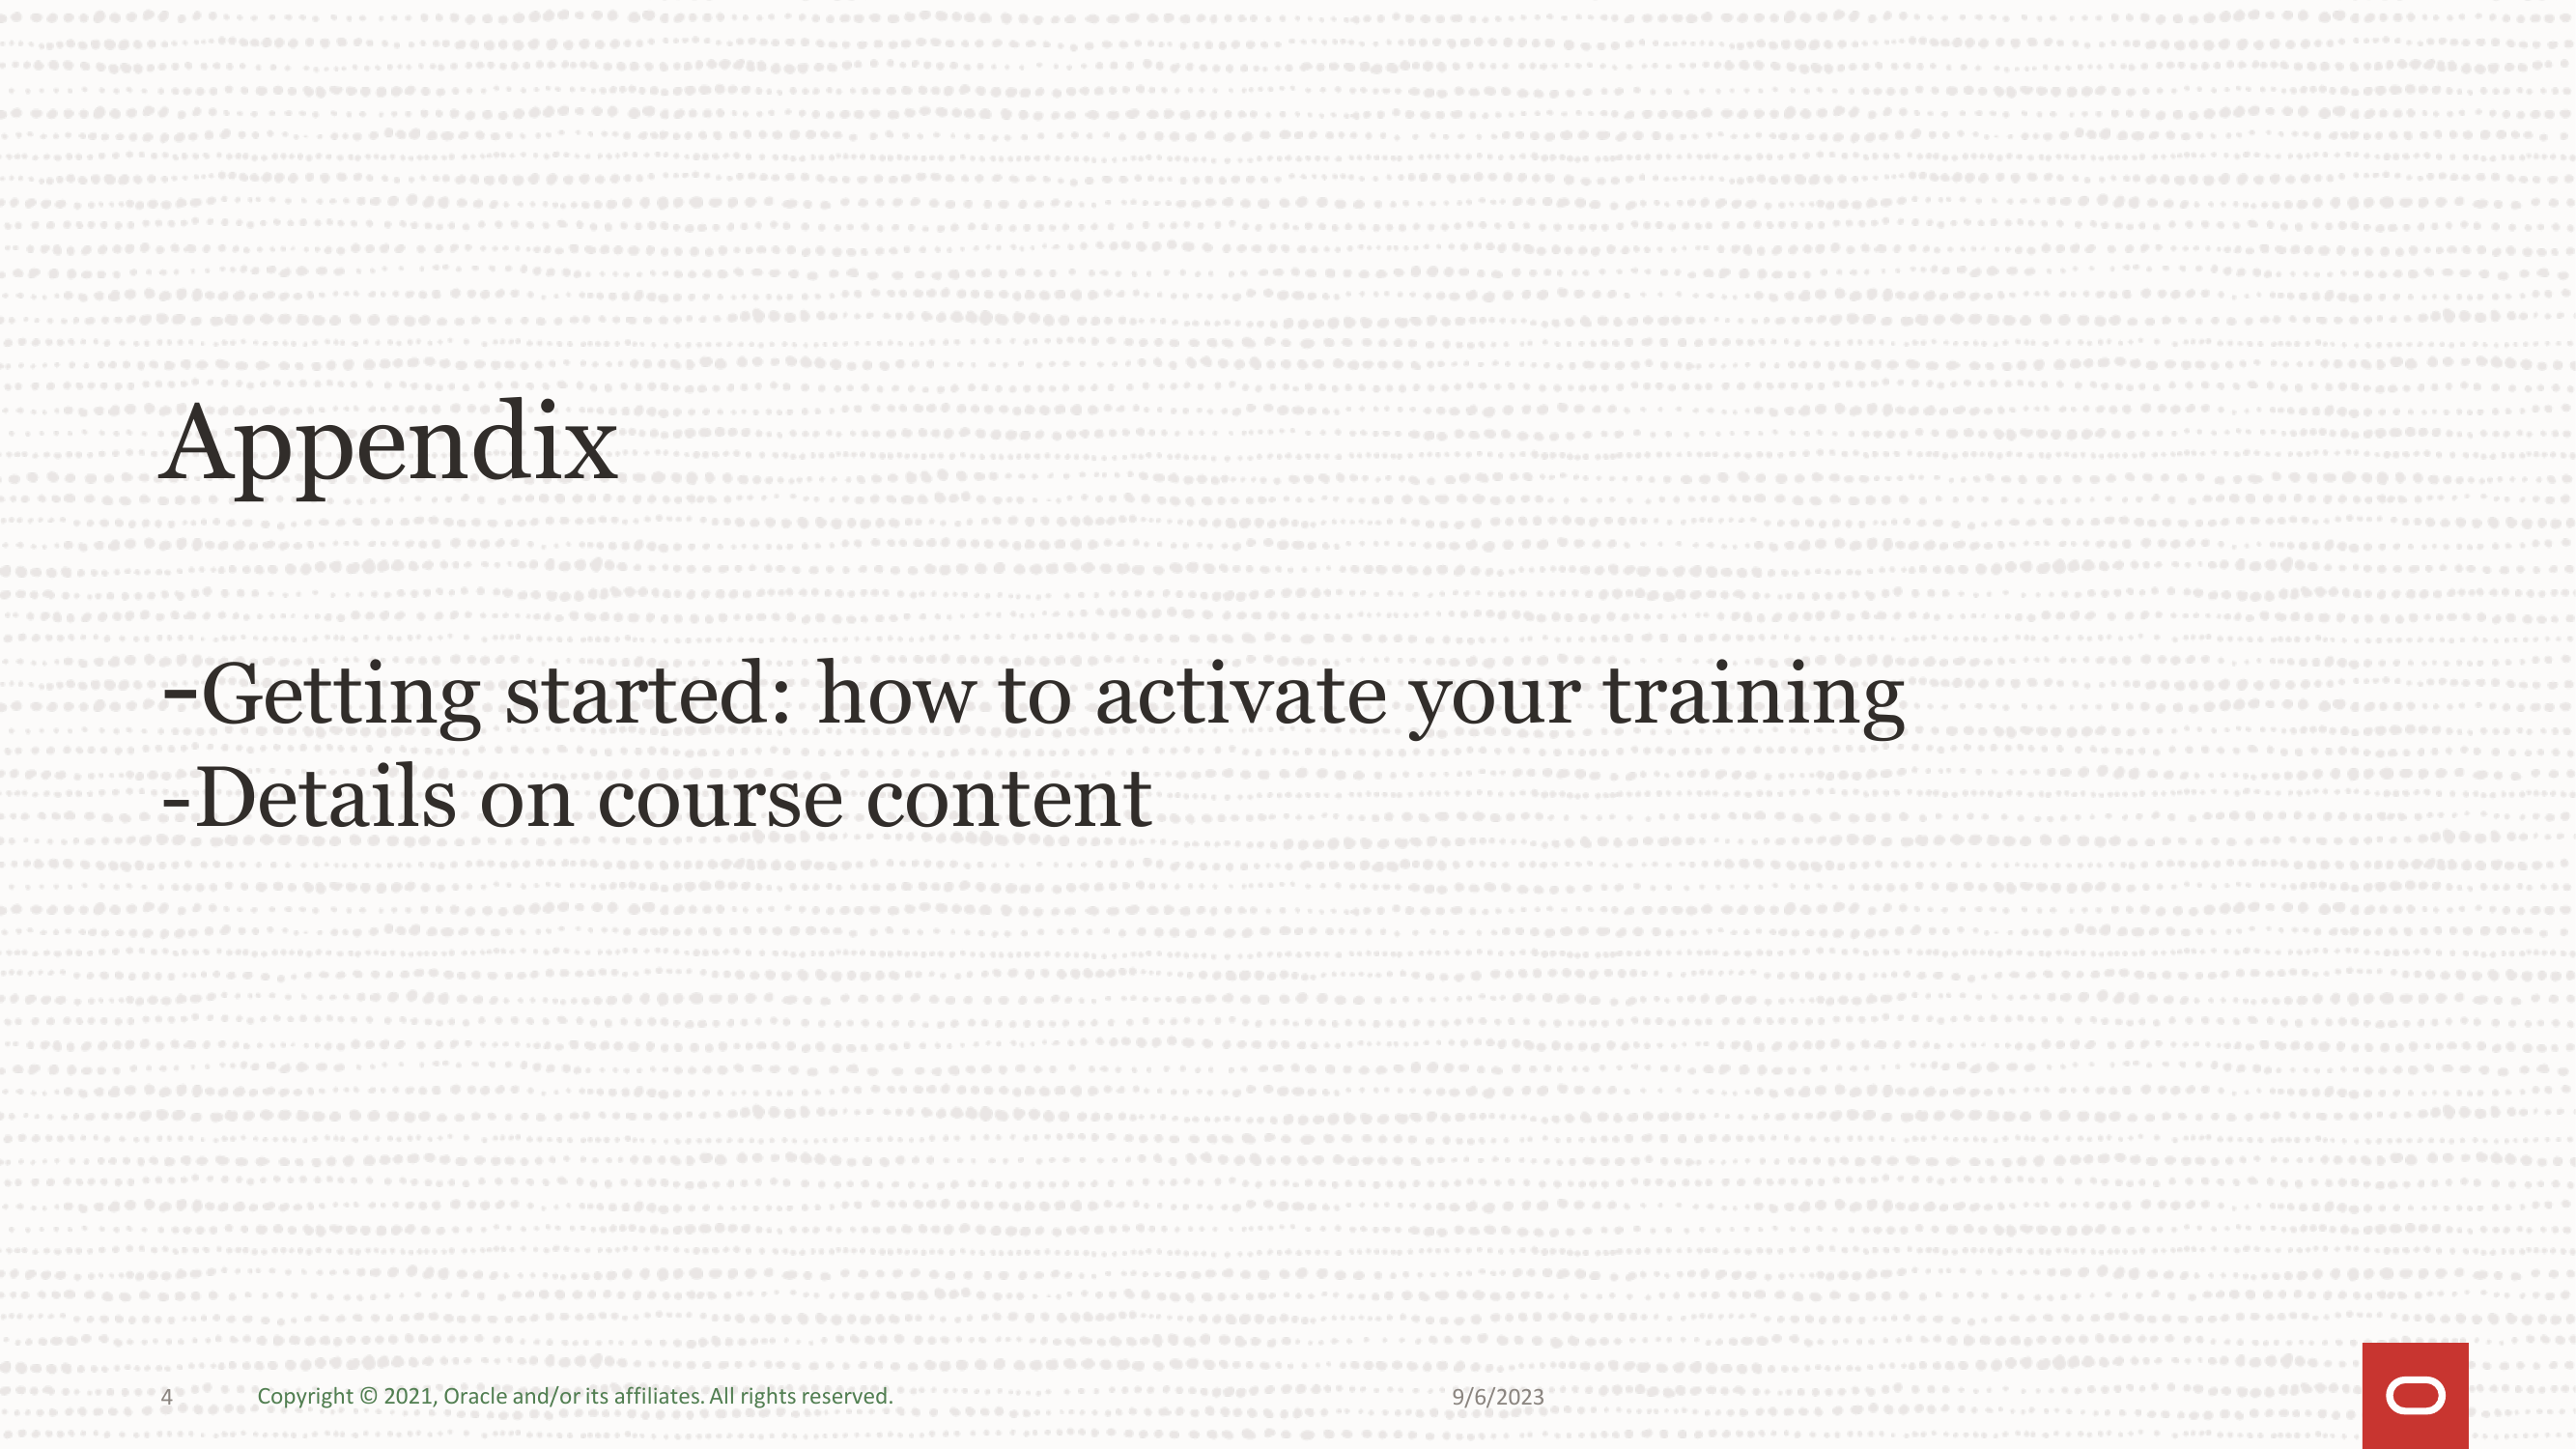 Appendix
-Getting started: how to activate your training
-Details on course content
4 Copyright © 2021, Oracle and/or its affiliates. All rights reserved. 9/6/2023